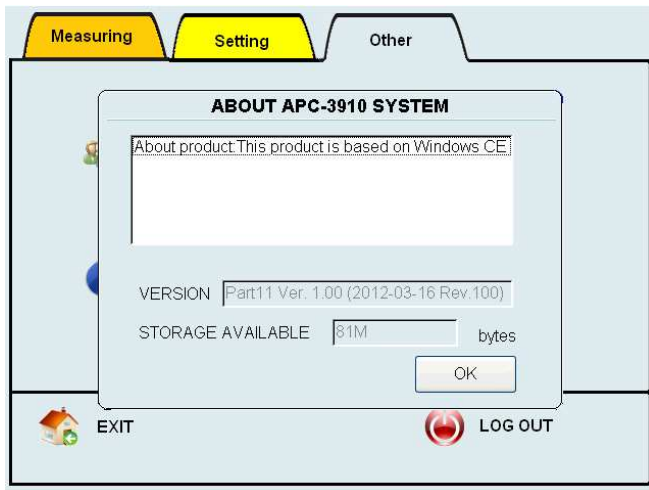 Measuring
Setting
Other
ABOUT APC-3910 SYSTEM
About product:This product is based on Windows CE
VERSION Part11 Ver. 1.00 (2012-03-16 Rev.100)
STORAGE AVAILABLE 81M bytes
OK
EXIT
LOG OUT